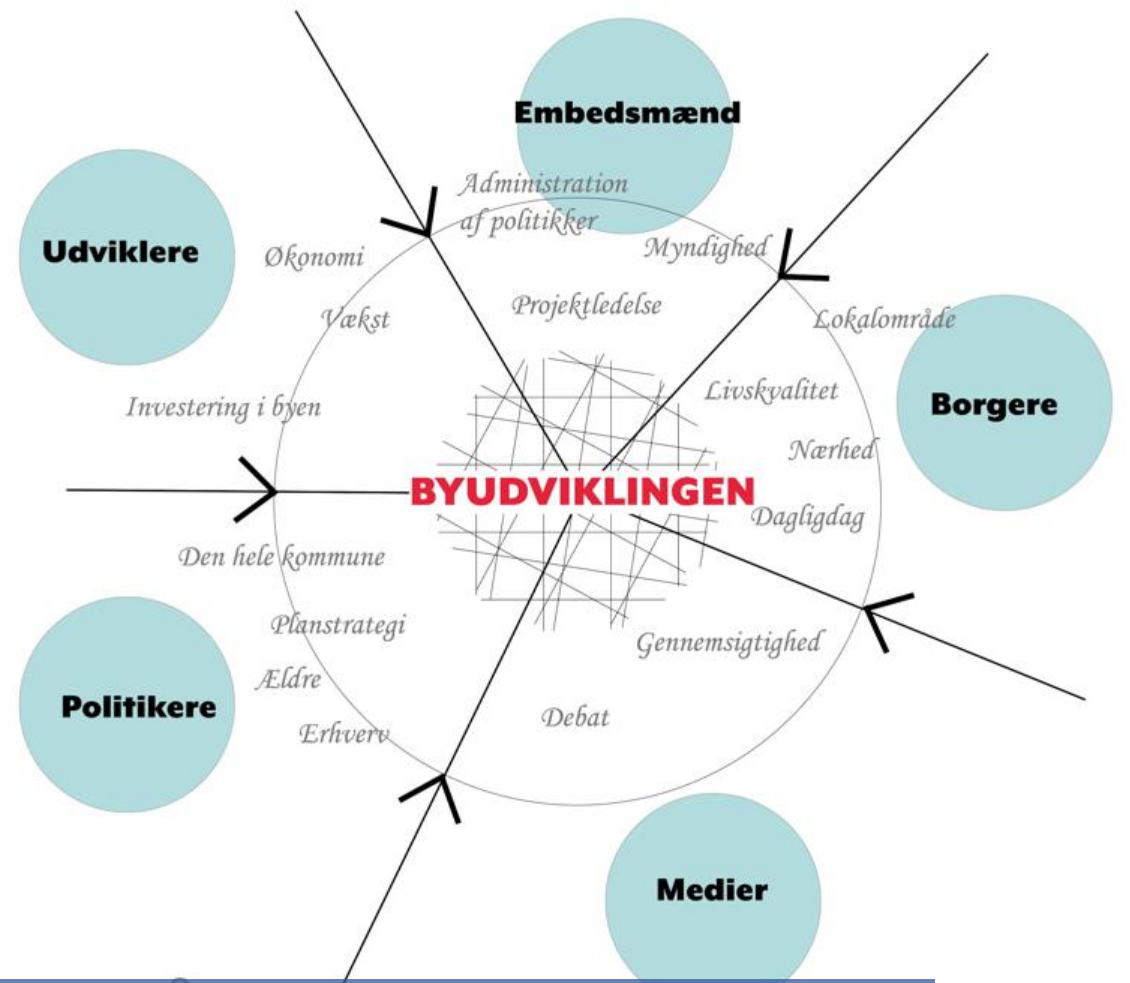 Embedsmænd
Administration
af politikker
Myndighed
Projektledelse
Udviklere
Økonomi
Vækst
Investering i byen
Lokalområde
Livskvalitet
Borgere
Nærhed
Dagligdag
BYUDVIKLINGEN
Den hele kommune
Planstrategi
Ældre
Erhverv
Politikere
Gennemsigtighed
Debat
Medier